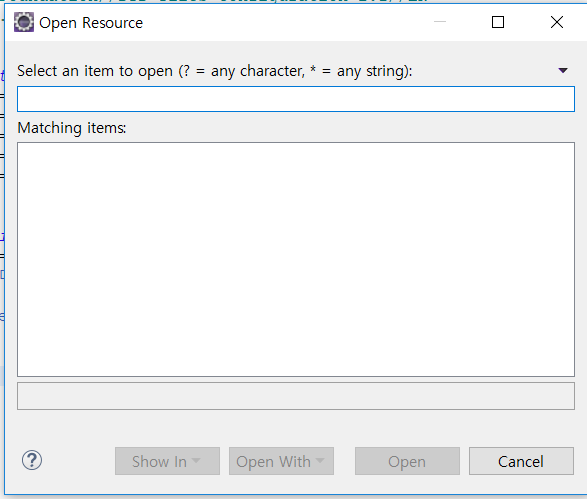 Open Resource
Select an item to open (? = any character, * = any string):
Matching items:
?
Show In
Open With
Open
Cancel